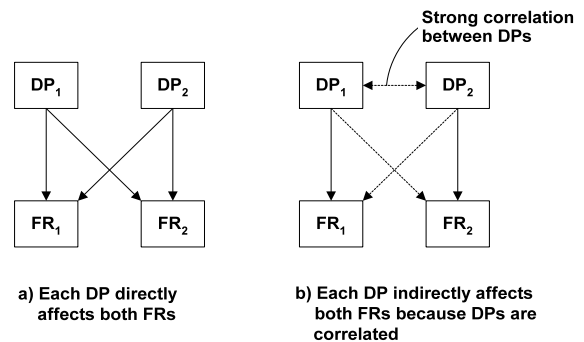 Strong correlation
between DPs
DP1 DP2 DP1 DP2
FR1 FR2 FR1 FR2
a) Each DP directly
affects both FRs
b) Each DP indirectly affects
both FRs because DPs are
correlated